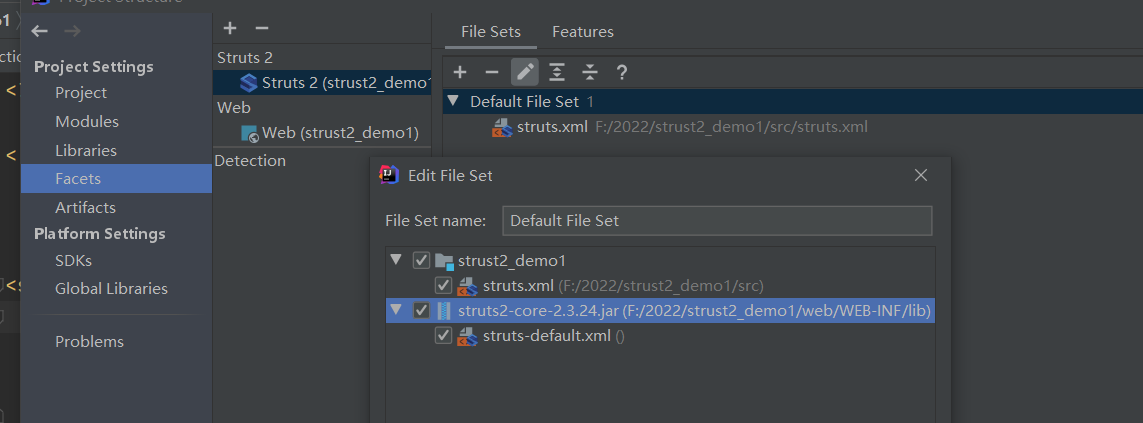 Project Structure
File Sets Features
Struts 2
Project Settings
Struts 2 (strust2_demo1
Project
Web
Default File Set 1
Modules
Web (strust2_demo1)
struts.xml F:/2022/strust2_demo1/src/struts.xml
Libraries
Detection
Facets
Edit File Set
Artifacts
File Set name: Default File Set
Platform Settings
SDKs
strust2_demo1
Global Libraries
struts.xml (F:/2022/strust2_demo1/src)
struts2-core-2.3.24.jar (F:/2022/strust2_demo1/web/WEB-INF/lib)
Problems
struts-default.xml ()